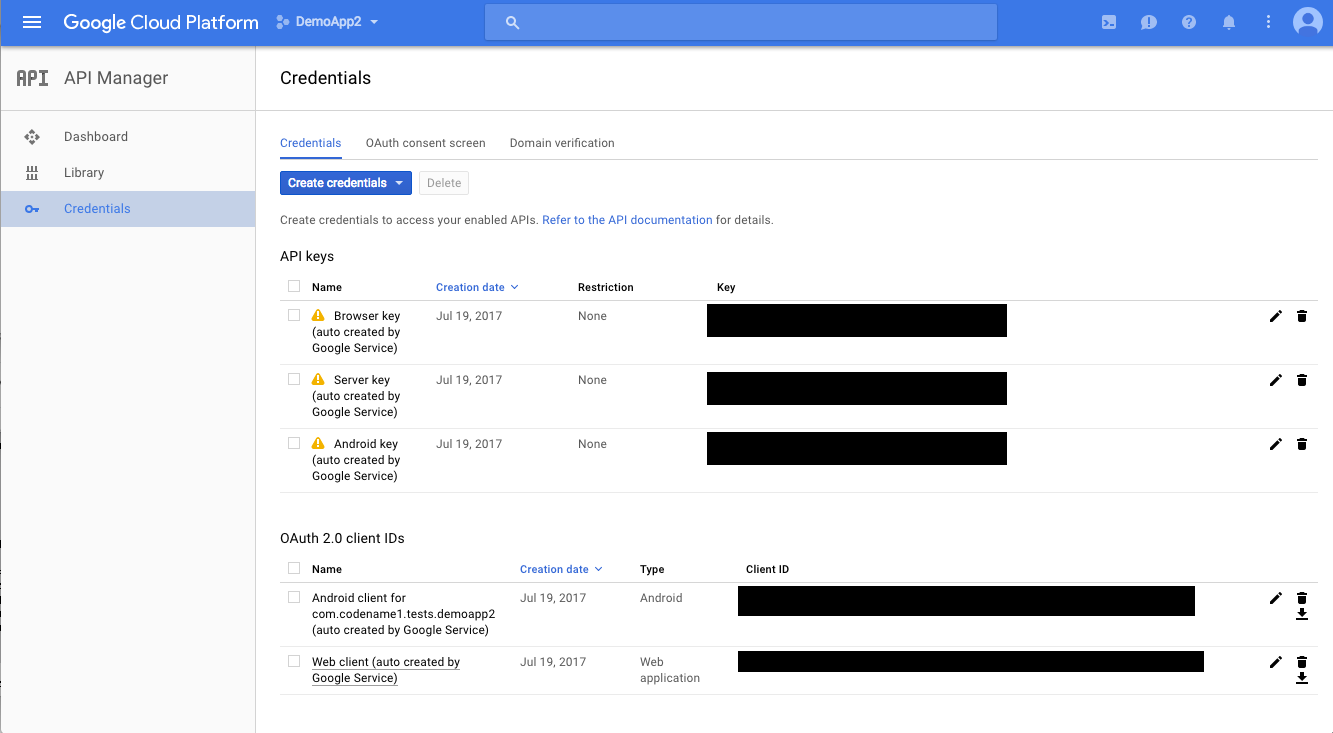 Google Cloud Platform DemoApp2
API API Manager
Credentials
Dashboard
Library
Credentials
Credentials OAuth consent screen Domain verification
Create credentials Delete
Create credentials to access your enabled APIs. Refer to the API documentation for details.
API keys
Name Creation date Restriction Key
Browser key Jul 19, 2017 None
(auto created by
Google Service)
Server key Jul 19, 2017 None
(auto created by
Google Service)
Android key Jul 19, 2017 None
(auto created by
Google Service)
OAuth 2.0 client IDs
Name Creation date Type Client ID
Android client for Jul 19, 2017 Android
com.codename1.tests.demoapp2
(auto created by Google Service)
Web client (auto created by Jul 19, 2017 Web
Google Service) application